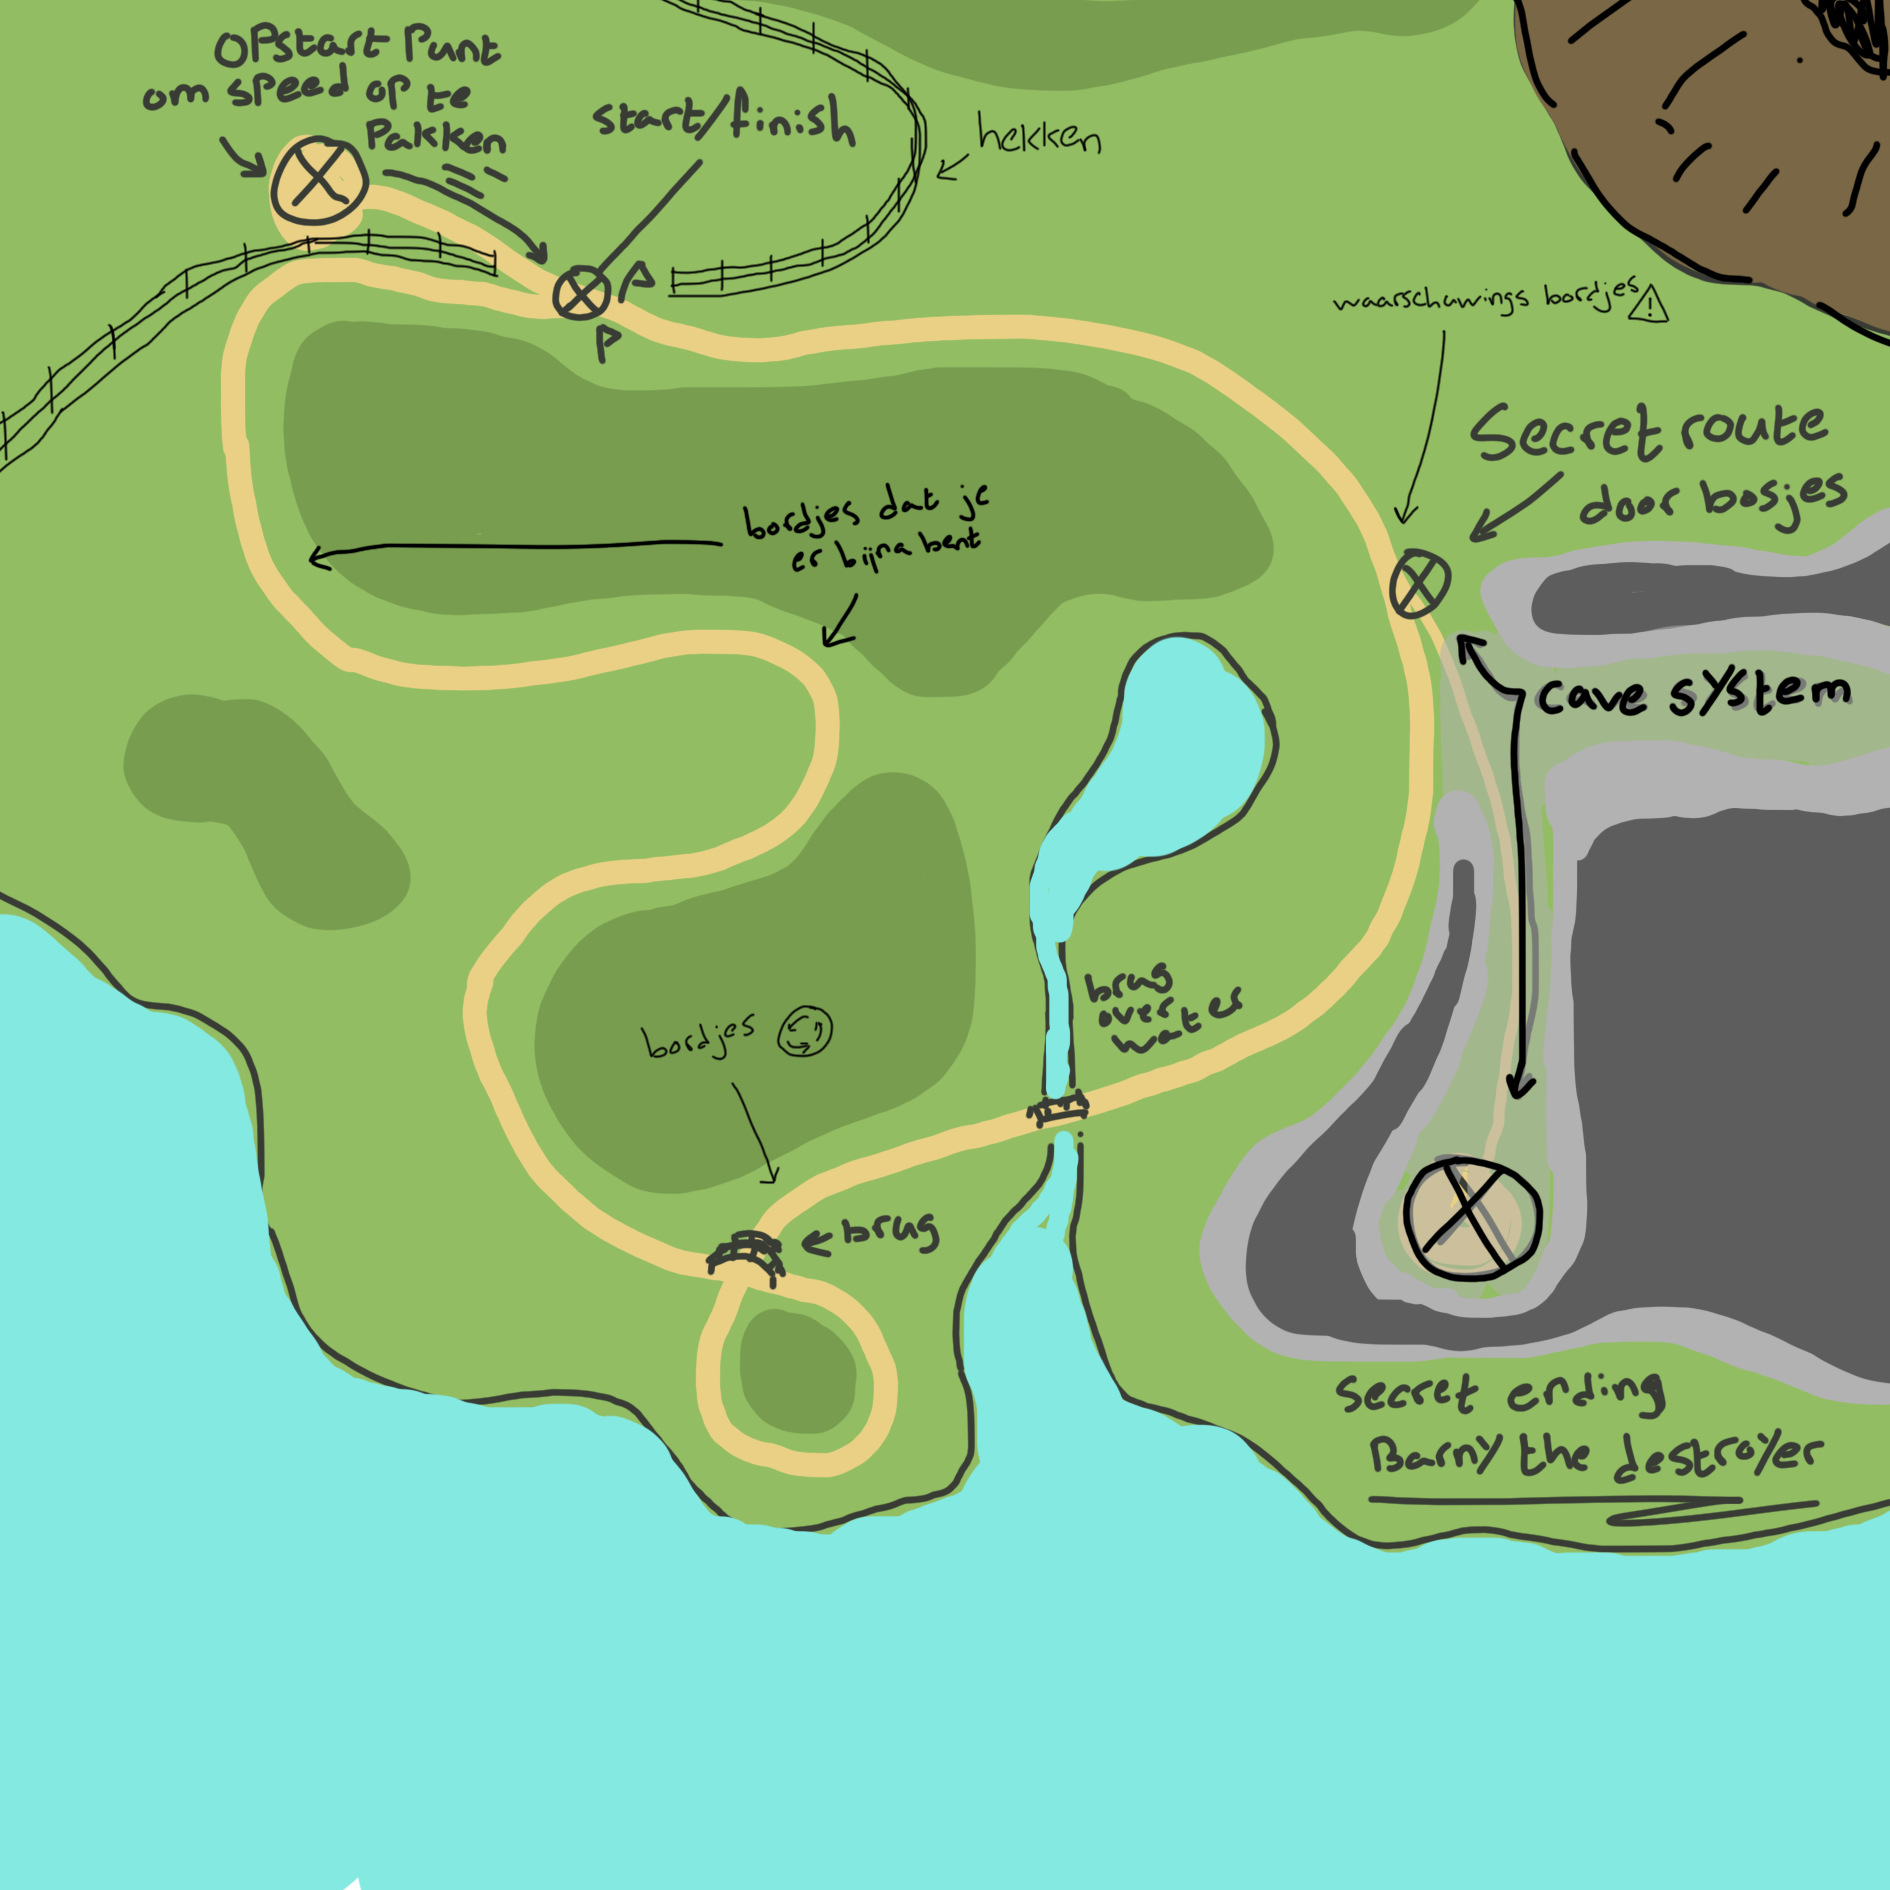 OPstart Punt
om speed op te
Pakken
start/finish
hekken
waarschuwings bordjes
!
Secret route
door bosjes
bordjes dat je
er bijna bent
cave system
brug
over
water
bordjes
brug
secret ending
Barny the destroyer